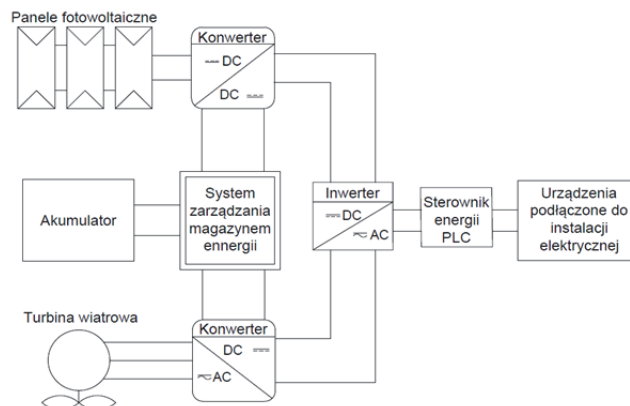 Panele fotowoltaiczne
Konwerter
DC
DC
Akumulator
System
zarządzania
magazynem
ennergii
Inwerter
DC
AC
Sterownik
energii
PLC
Urządzenia
podłączone do
instalacji
elektrycznej
Turbina wiatrowa
Konwerter
DC
AC